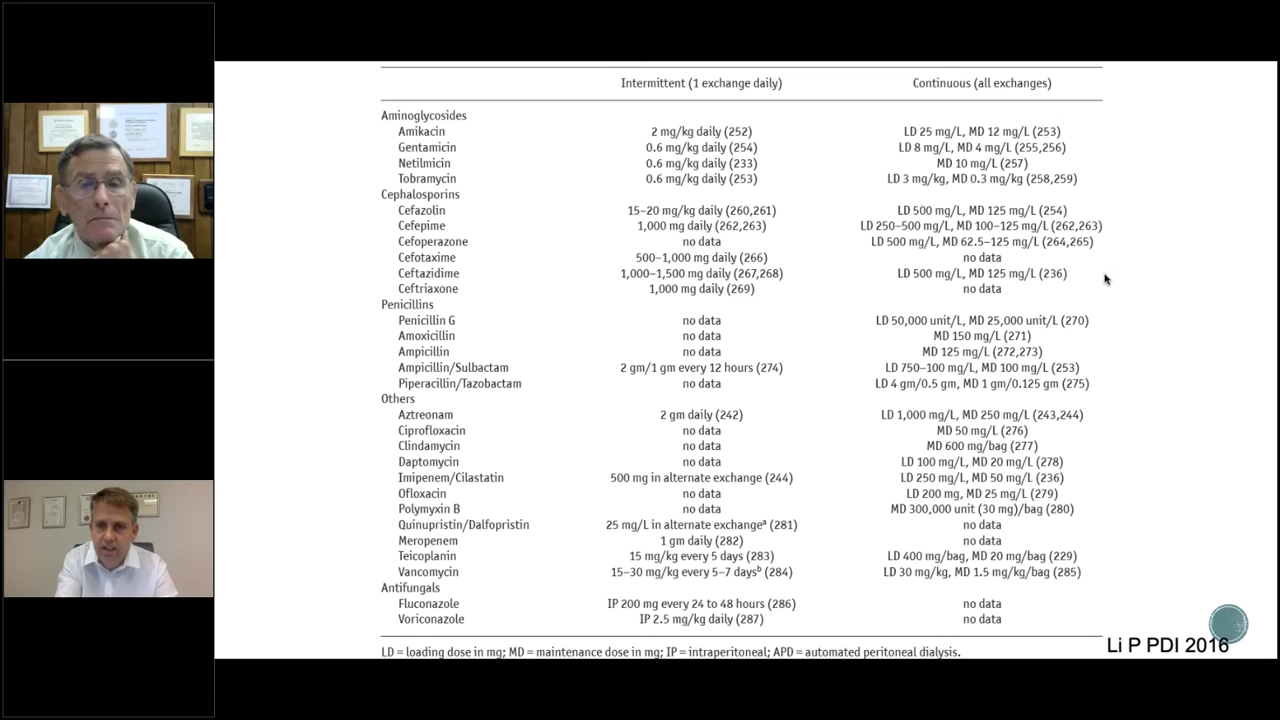 Intermittent (1 exchange daily) Continuous (all exchanges)
Aminoglycosides
Amikacin 2 mg/kg daily (252) LD 25 mg/L, MD 12 mg/L (253)
Gentamicin 0.6 mg/kg daily (254) LD 8 mg/L, MD 4 mg/L (255,256)
Netilmicin 0.6 mg/kg daily (233) MD 10 mg/L (257)
Tobramycin 0.6 mg/kg daily (253) LD 3 mg/kg, MD 0.3 mg/kg (258,259)
Cephalosporins
Cefazolin 15–20 mg/kg daily (260,261) LD 500 mg/L, MD 125 mg/L (254)
Cefepime 1,000 mg daily (262,263) LD 250–500 mg/L, MD 100–125 mg/L (262,263)
Cefoperazone no data LD 500 mg/L, MD 62.5–125 mg/L (264,265)
Cefotaxime 500–1,000 mg daily (266) no data
Ceftazidime 1,000–1,500 mg daily (267,268) LD 500 mg/L, MD 125 mg/L (236)
Ceftriaxone 1,000 mg daily (269) no data
Penicillins
Penicillin G no data LD 50,000 unit/L, MD 25,000 unit/L (270)
Amoxicillin no data MD 150 mg/L (271)
Ampicillin no data MD 125 mg/L (272,273)
Ampicillin/Sulbactam 2 gm/1 gm every 12 hours (274) LD 750–100 mg/L, MD 100 mg/L (253)
Piperacillin/Tazobactam no data LD 4 gm/0.5 gm, MD 1 gm/0.125 gm (275)
Others
Aztreonam 2 gm daily (242) LD 1,000 mg/L, MD 250 mg/L (243,244)
Ciprofloxacin no data MD 50 mg/L (276)
Clindamycin no data MD 600 mg/bag (277)
Daptomycin no data LD 100 mg/L, MD 20 mg/L (278)
Imipenem/Cilastatin 500 mg in alternate exchange (244) LD 250 mg/L, MD 50 mg/L (236)
Ofloxacin no data LD 200 mg, MD 25 mg/L (279)
Polymyxin B no data MD 300,000 unit (30 mg)/bag (280)
Quinupristin/Dalfopristin 25 mg/L in alternate exchangeᵃ (281) no data
Meropenem 1 gm daily (282) no data
Teicoplanin 15 mg/kg every 5 days (283) LD 400 mg/bag, MD 20 mg/bag (229)
Vancomycin 15–30 mg/kg every 5–7 daysᵇ (284) LD 30 mg/kg, MD 1.5 mg/kg/bag (285)
Antifungals
Fluconazole IP 200 mg every 24 to 48 hours (286) no data
Voriconazole IP 2.5 mg/kg daily (287) no data
LD = loading dose in mg; MD = maintenance dose in mg; IP = intraperitoneal; APD = automated peritoneal dialysis.
Li P PDI 2016